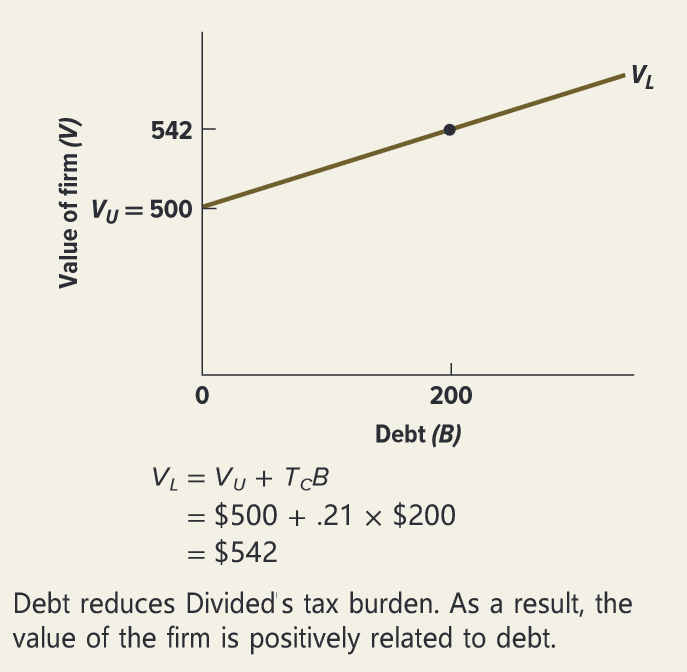 V_L
542
V_U = 500
Value of firm (V)
0
200
Debt (B)
V_L = V_U + T_C B
= $500 + .21 × $200
= $542
Debt reduces Divided's tax burden. As a result, the
value of the firm is positively related to debt.